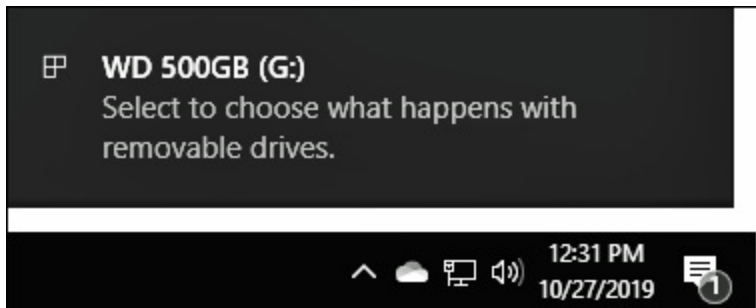 WD 500GB (G:)
Select to choose what happens with
removable drives.
12:31 PM
10/27/2019
1